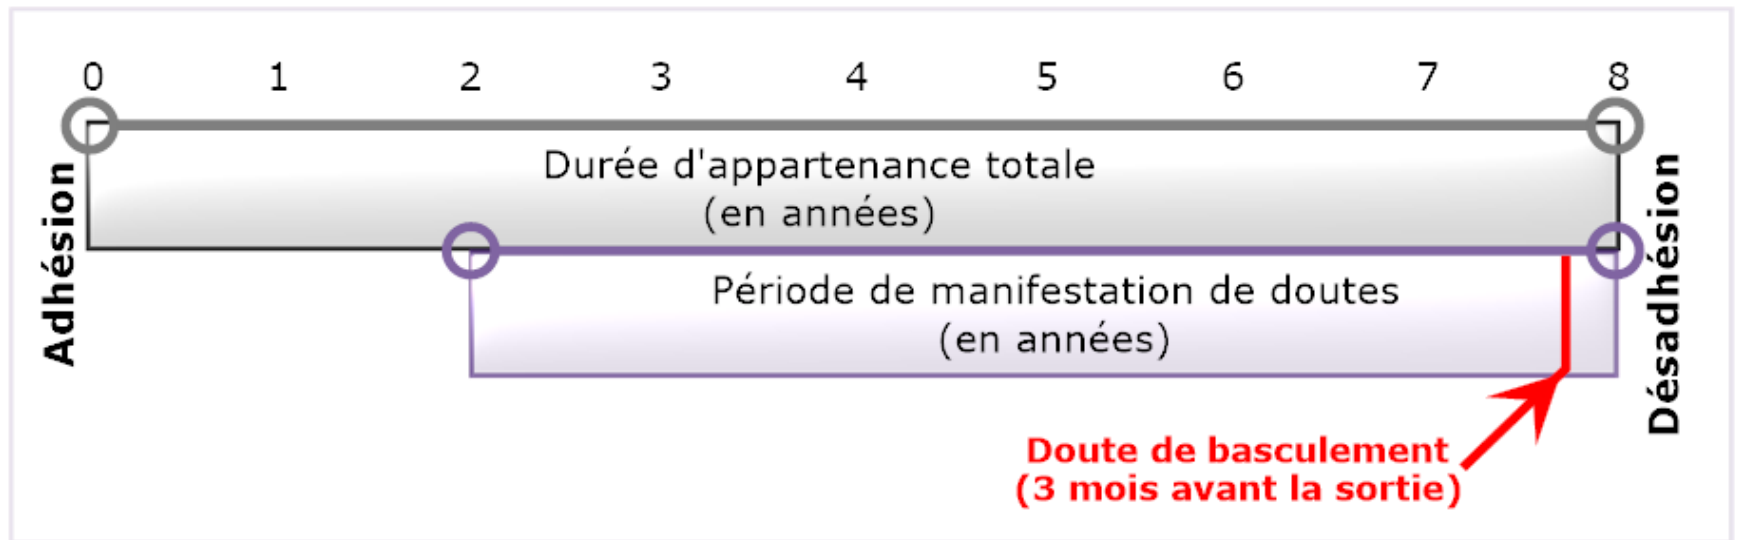 0 1 2 3 4 5 6 7 8
Adhésion
Durée d'appartenance totale
(en années)
Période de manifestation de doutes
(en années)
Désadhésion
Doute de basculement
(3 mois avant la sortie)